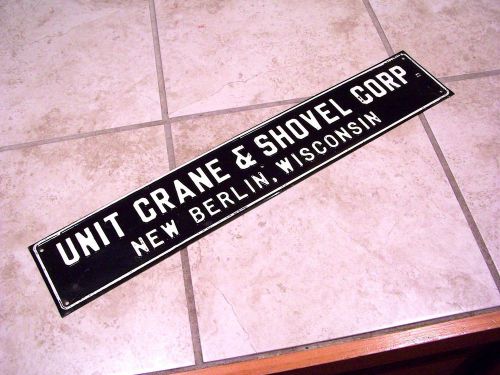 UNIT CRANE & SHOVEL CORP
NEW BERLIN, WISCONSIN